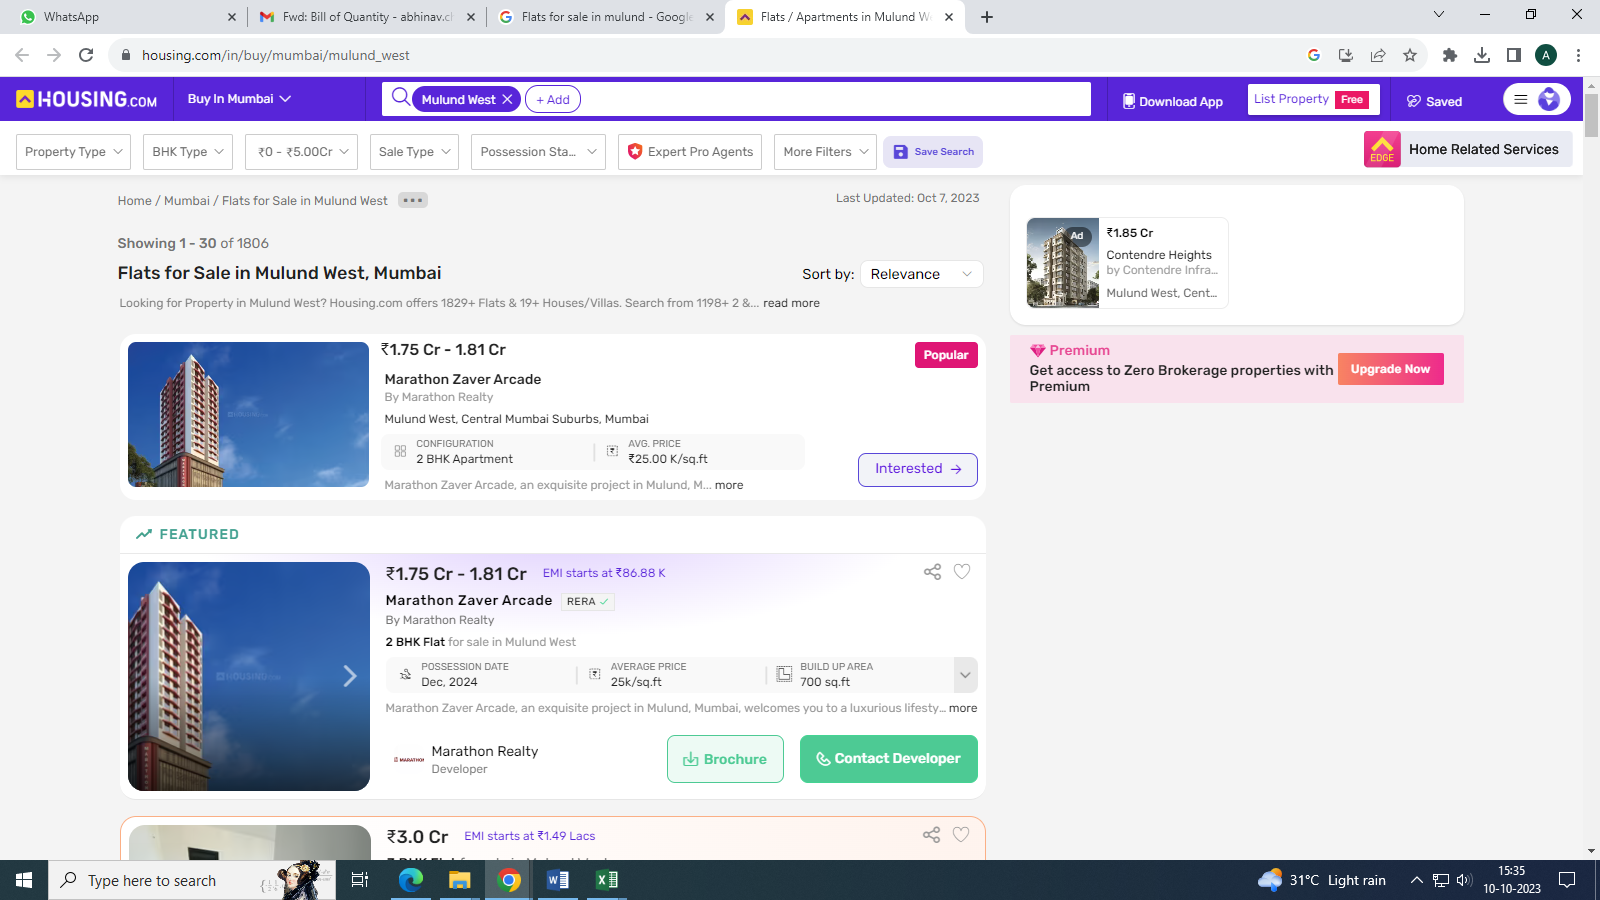 WhatsApp
Fwd: Bill of Quantity - abhinav.ch
Flats for sale in mulund - Google
Flats / Apartments in Mulund We
housing.com/in/buy/mumbai/mulund_west
A
HOUSING.COM
Buy In Mumbai
Mulund West
+ Add
Download App
List Property Free
Saved
Property Type
BHK Type
₹0 - ₹5.00Cr
Sale Type
Possession Sta...
Expert Pro Agents
More Filters
Save Search
EDGE
Home Related Services
Home / Mumbai / Flats for Sale in Mulund West
Last Updated: Oct 7, 2023
Showing 1 - 30 of 1806
Flats for Sale in Mulund West, Mumbai
Sort by: Relevance
Looking for Property in Mulund West? Housing.com offers 1829+ Flats & 19+ Houses/Villas. Search from 1198+ 2 &... read more
Ad
₹1.85 Cr
Contendre Heights
by Contendre Infra...
Mulund West, Cent...
Premium
Get access to Zero Brokerage properties with
Premium
Upgrade Now
₹1.75 Cr - 1.81 Cr
Popular
Marathon Zaver Arcade
By Marathon Realty
Mulund West, Central Mumbai Suburbs, Mumbai
CONFIGURATION
2 BHK Apartment
AVG. PRICE
₹25.00 K/sq.ft
Marathon Zaver Arcade, an exquisite project in Mulund, M... more
Interested →
HOUSING.COM
FEATURED
₹1.75 Cr - 1.81 Cr
EMI starts at ₹86.88 K
Marathon Zaver Arcade
RERA
By Marathon Realty
2 BHK Flat for sale in Mulund West
POSSESSION DATE
Dec, 2024
AVERAGE PRICE
25k/sq.ft
BUILD UP AREA
700 sq.ft
Marathon Zaver Arcade, an exquisite project in Mulund, Mumbai, welcomes you to a luxurious lifesty... more
HOUSING.COM
MARATHON
Marathon Realty
Developer
Brochure
Contact Developer
₹3.0 Cr
EMI starts at ₹1.49 Lacs
Type here to search
31°C Light rain
15:35
10-10-2023